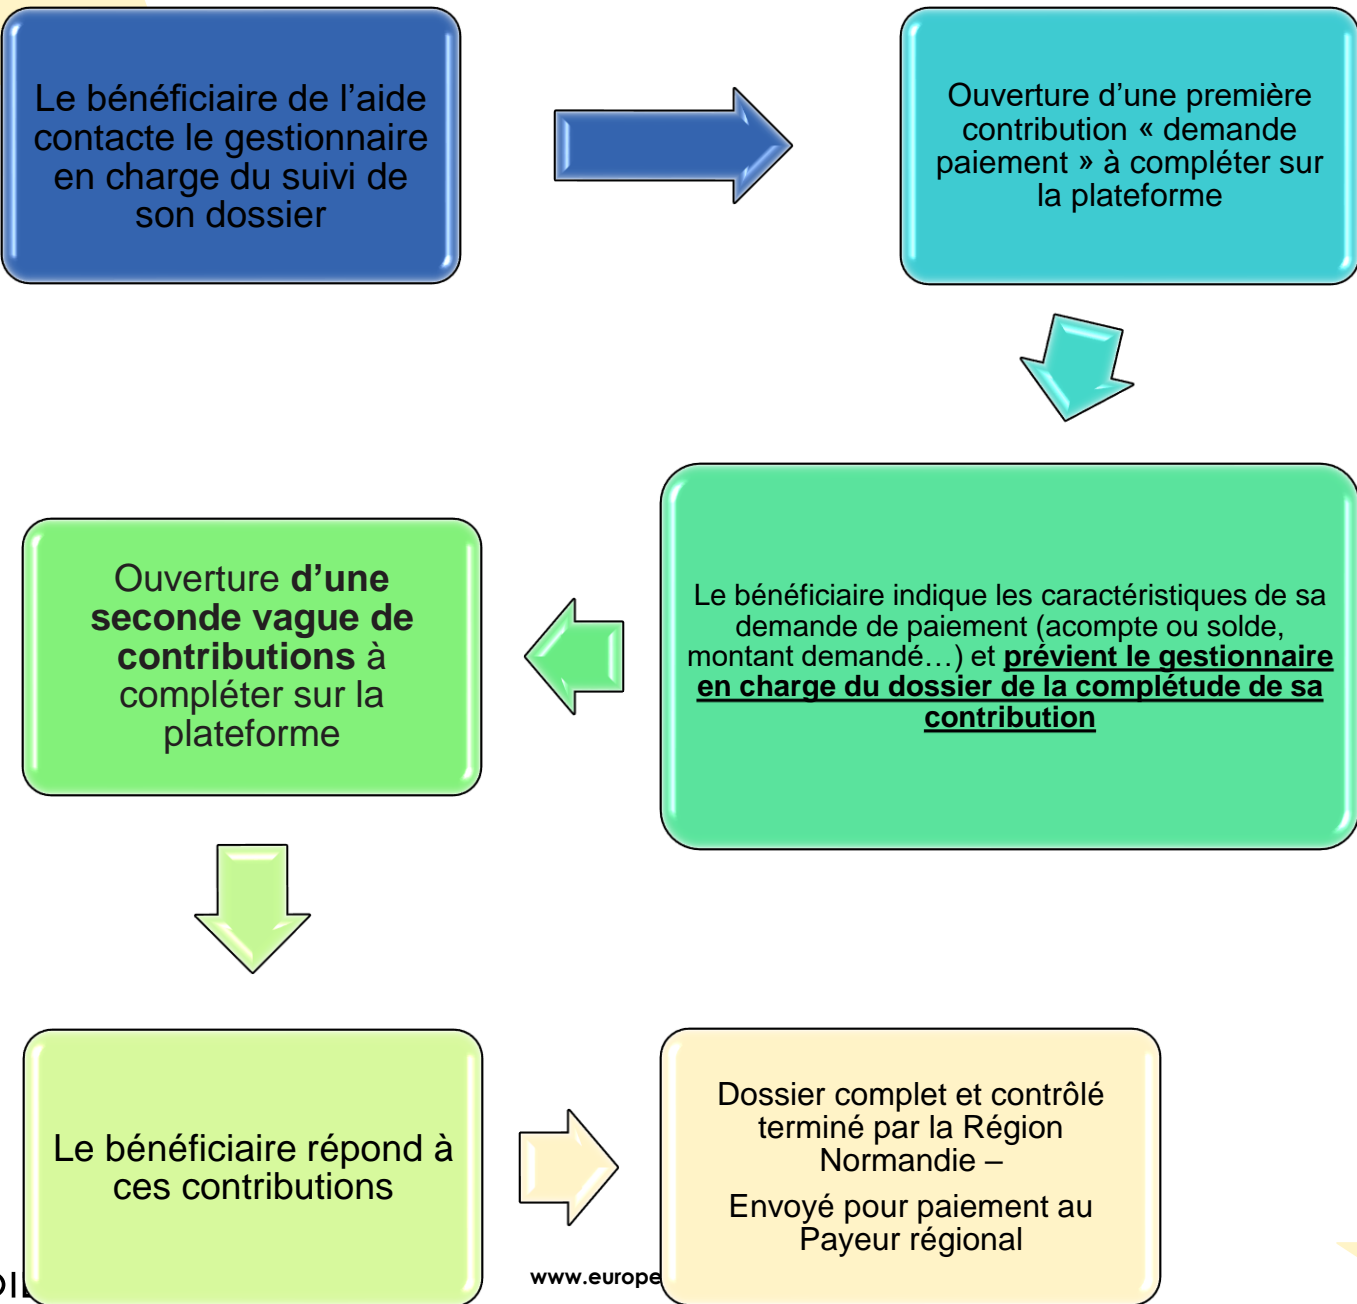 Le bénéficiaire de l’aide
contacte le gestionnaire
en charge du suivi de
son dossier
Ouverture d’une première
contribution « demande
paiement » à compléter sur
la plateforme
Le bénéficiaire indique les caractéristiques de sa
demande de paiement (acompte ou solde,
montant demandé…) et prévient le gestionnaire
en charge du dossier de la complétude de sa
contribution
Ouverture d’une
seconde vague de
contributions à
compléter sur la
plateforme
Le bénéficiaire répond à
ces contributions
Dossier complet et contrôlé
terminé par la Région
Normandie –
Envoyé pour paiement au
Payeur régional
www.europe